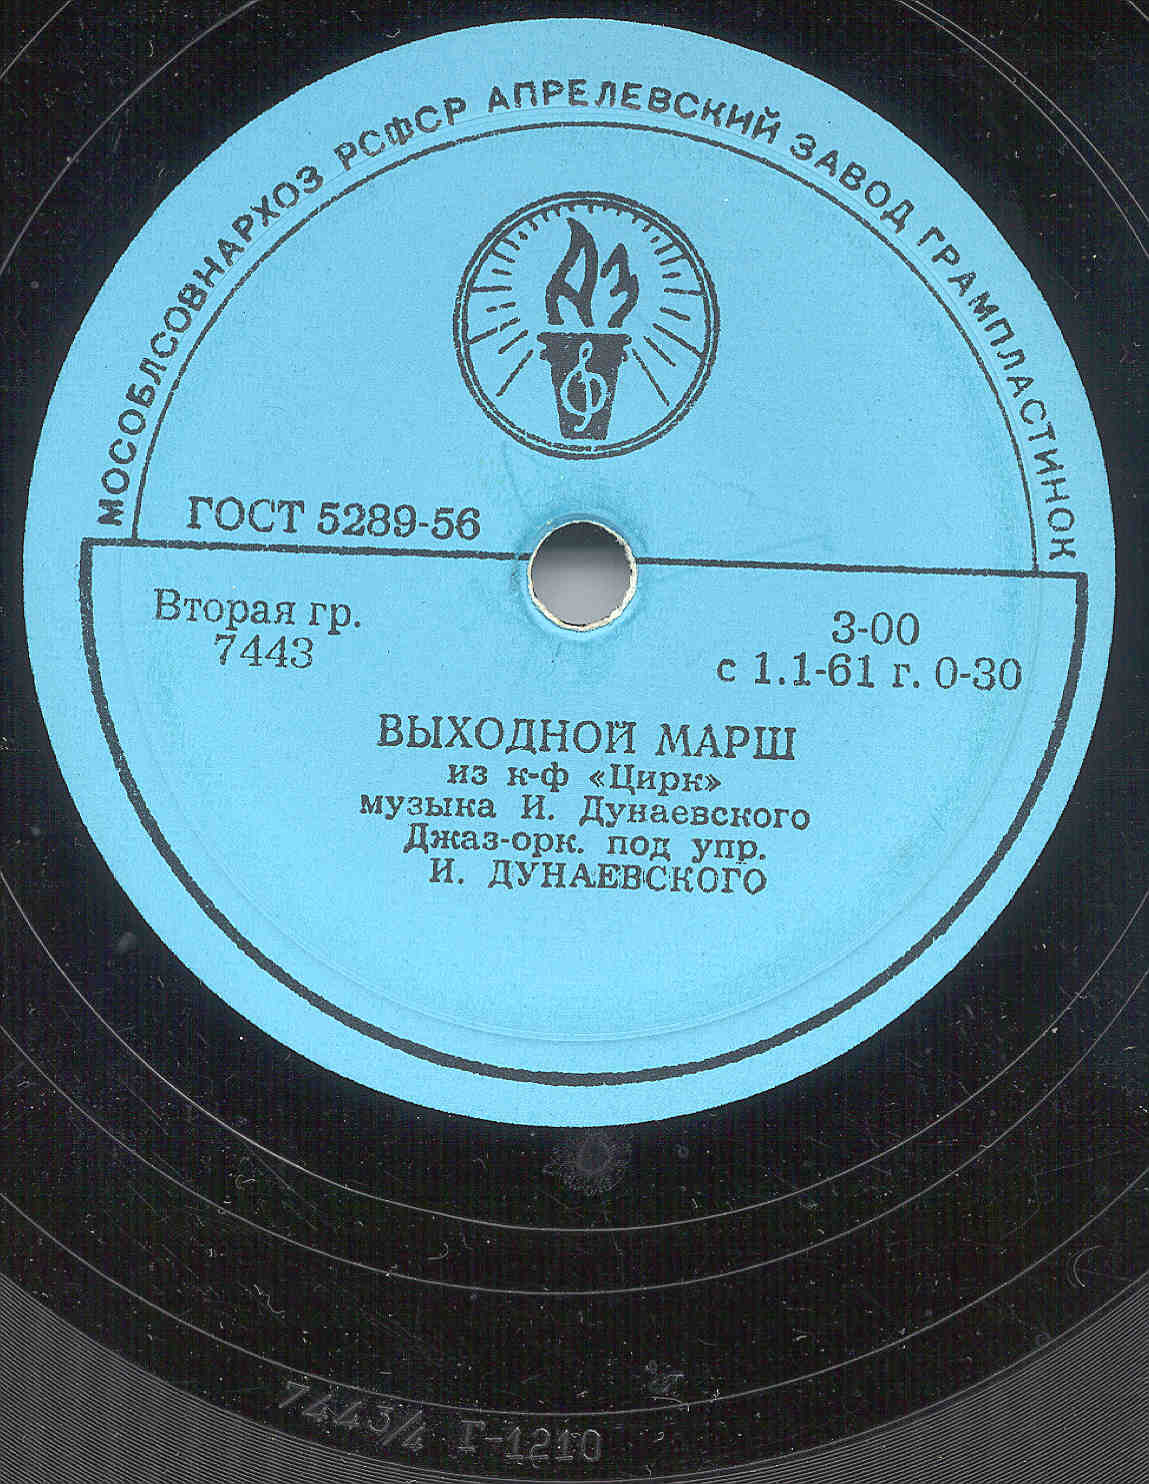 МОСОБЛСОВНАРХОЗ РСФСР АПРЕЛЕВСКИЙ ЗАВОД ГРАМПЛАСТИНОК
АЗ
ГОСТ 5289-56
Вторая гр.
7443
3-00
с 1.1-61 г. 0-30
ВЫХОДНОЙ МАРШ
из к-ф «Цирк»
музыка И. Дунаевского
Джаз-орк. под упр.
И. ДУНАЕВСКОГО
7443/4 Г-1210